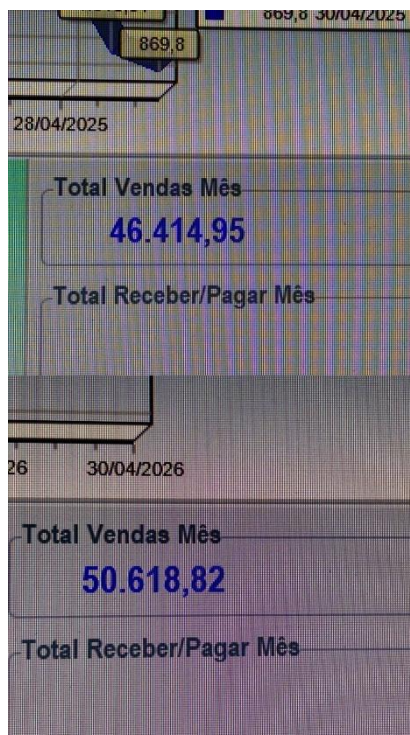 869,8 30/04/2025
869,8
28/04/2025
Total Vendas Mês
46.414,95
Total Receber/Pagar Mês
26 30/04/2026
Total Vendas Mês
50.618,82
Total Receber/Pagar Mês